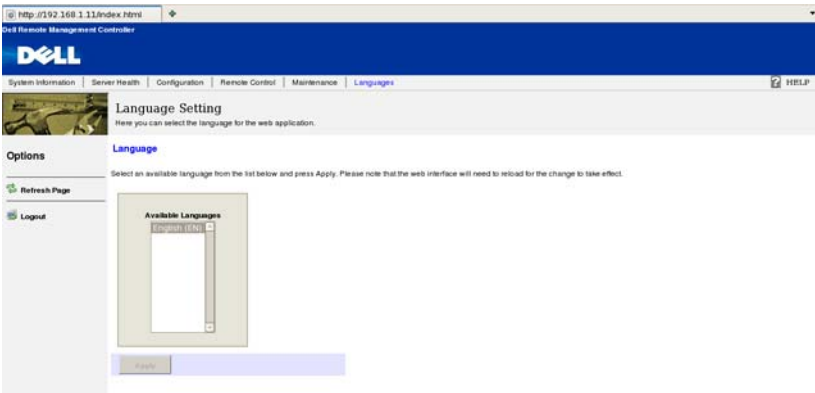 http://192.168.1.11/index.html
Dell Remote Management Controller
DELL
System Information | Server Health | Configuration | Remote Control | Maintenance | Languages
? HELP
Language Setting
Here you can select the language for the web application.
Options
Refresh Page
Logout
Language
Select an available language from the list below and press Apply. Please note that the web interface will need to reload for the change to take effect.
Available Languages
English (EN)
Apply